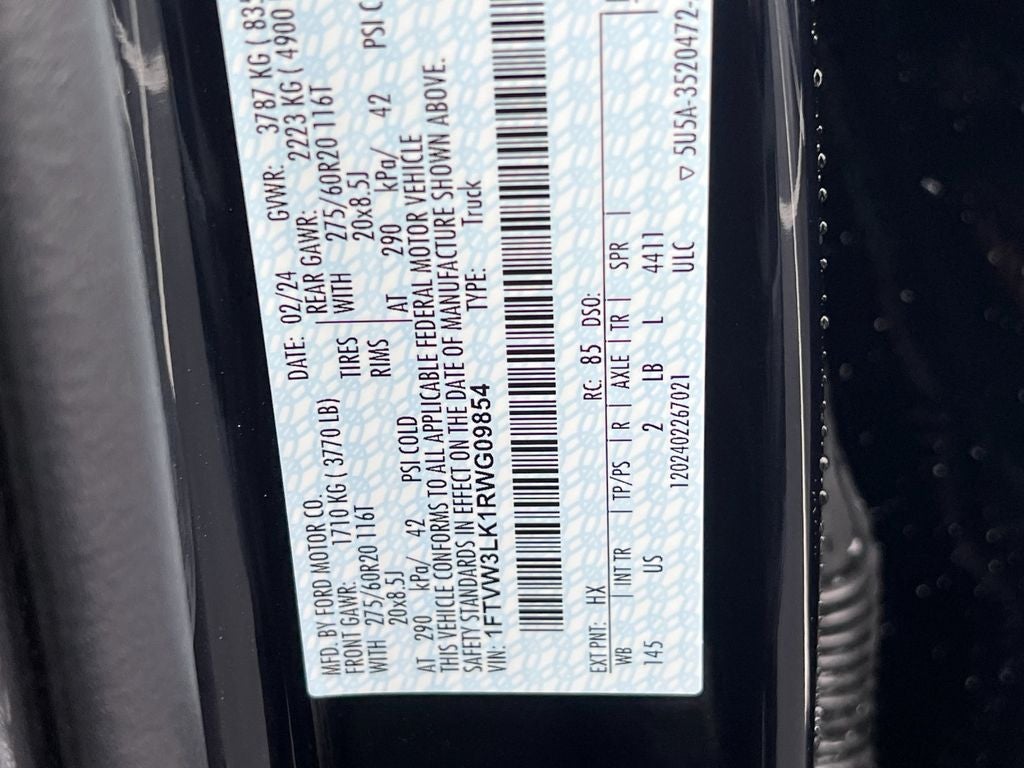 MFD. BY FORD MOTOR CO. DATE: 02/24 GVWR: 3787 KG ( 835
FRONT GAWR: 1710 KG ( 3770 LB) REAR GAWR: 2223 KG ( 4900
WITH 275/60R20 116T TIRES WITH 275/60R20 116T
20x8.5J RIMS 20x8.5J
AT 290 kPa/ 42 PSI COLD AT 290 kPa/ 42 PSI C
THIS VEHICLE CONFORMS TO ALL APPLICABLE FEDERAL MOTOR VEHICLE
SAFETY STANDARDS IN EFFECT ON THE DATE OF MANUFACTURE SHOWN ABOVE.
VIN: 1FTVW3LK1RWG09854 TYPE: Truck
EXT PNT: HX RC: 85 DSO:
WB INT TR TP/PS R AXLE TR SPR
145 US 2 LB L 4411
1202402267021 ULC ▽ 5U5A-3520472-